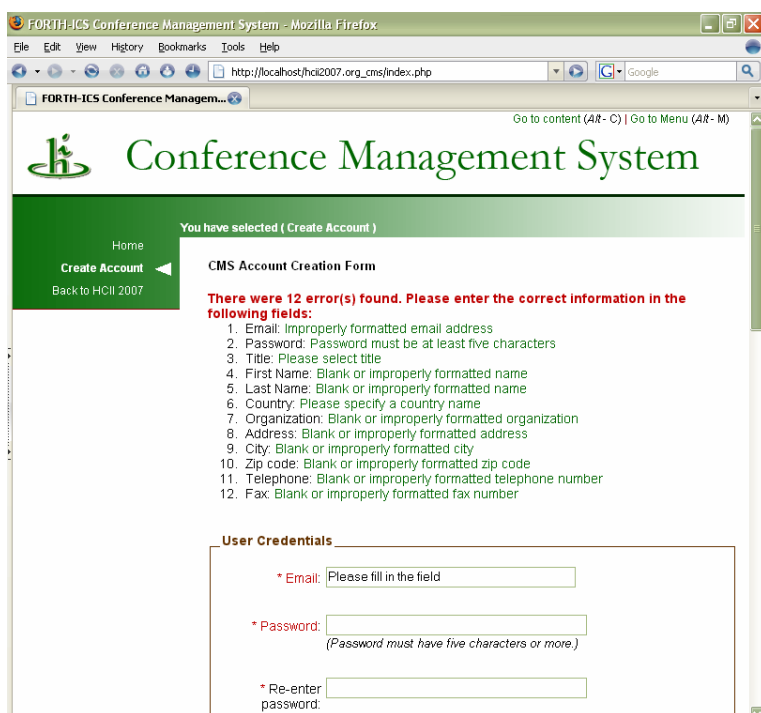 FORTH-ICS Conference Management System - Mozilla Firefox
File Edit View History Bookmarks Tools Help
http://localhost/hcii2007.org_cms/index.php
G Google
FORTH-ICS Conference Managem...
Go to content (Alt - C) | Go to Menu (Alt - M)
Conference Management System
You have selected ( Create Account )
Home
Create Account
Back to HCII 2007
CMS Account Creation Form
There were 12 error(s) found. Please enter the correct information in the
following fields:
1. Email: Improperly formatted email address
2. Password: Password must be at least five characters
3. Title: Please select title
4. First Name: Blank or improperly formatted name
5. Last Name: Blank or improperly formatted name
6. Country: Please specify a country name
7. Organization: Blank or improperly formatted organization
8. Address: Blank or improperly formatted address
9. City: Blank or improperly formatted city
10. Zip code: Blank or improperly formatted zip code
11. Telephone: Blank or improperly formatted telephone number
12. Fax: Blank or improperly formatted fax number
User Credentials
* Email: Please fill in the field
* Password:
(Password must have five characters or more.)
* Re-enter
password: